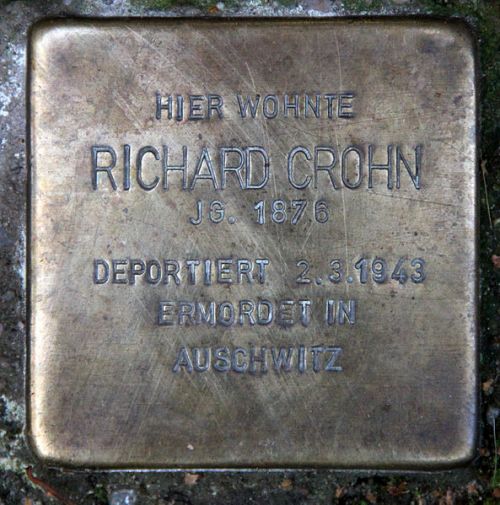 HIER WOHNTE
RICHARD CROHN
JG. 1876
DEPORTIERT 2.3.1943
ERMORDET IN
AUSCHWITZ